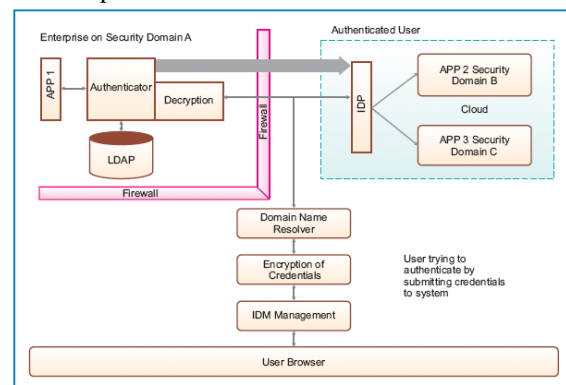 Authenticated User
Enterprise on Security Domain A
APP 1
Authenticator
Decryption
LDAP
Firewall
Firewall
IDP
APP 2 Security
Domain B
Cloud
APP 3 Security
Domain C
Domain Name
Resolver
Encryption of
Credentials
IDM Management
User Browser
User trying to
authenticate by
submitting credentials
to system